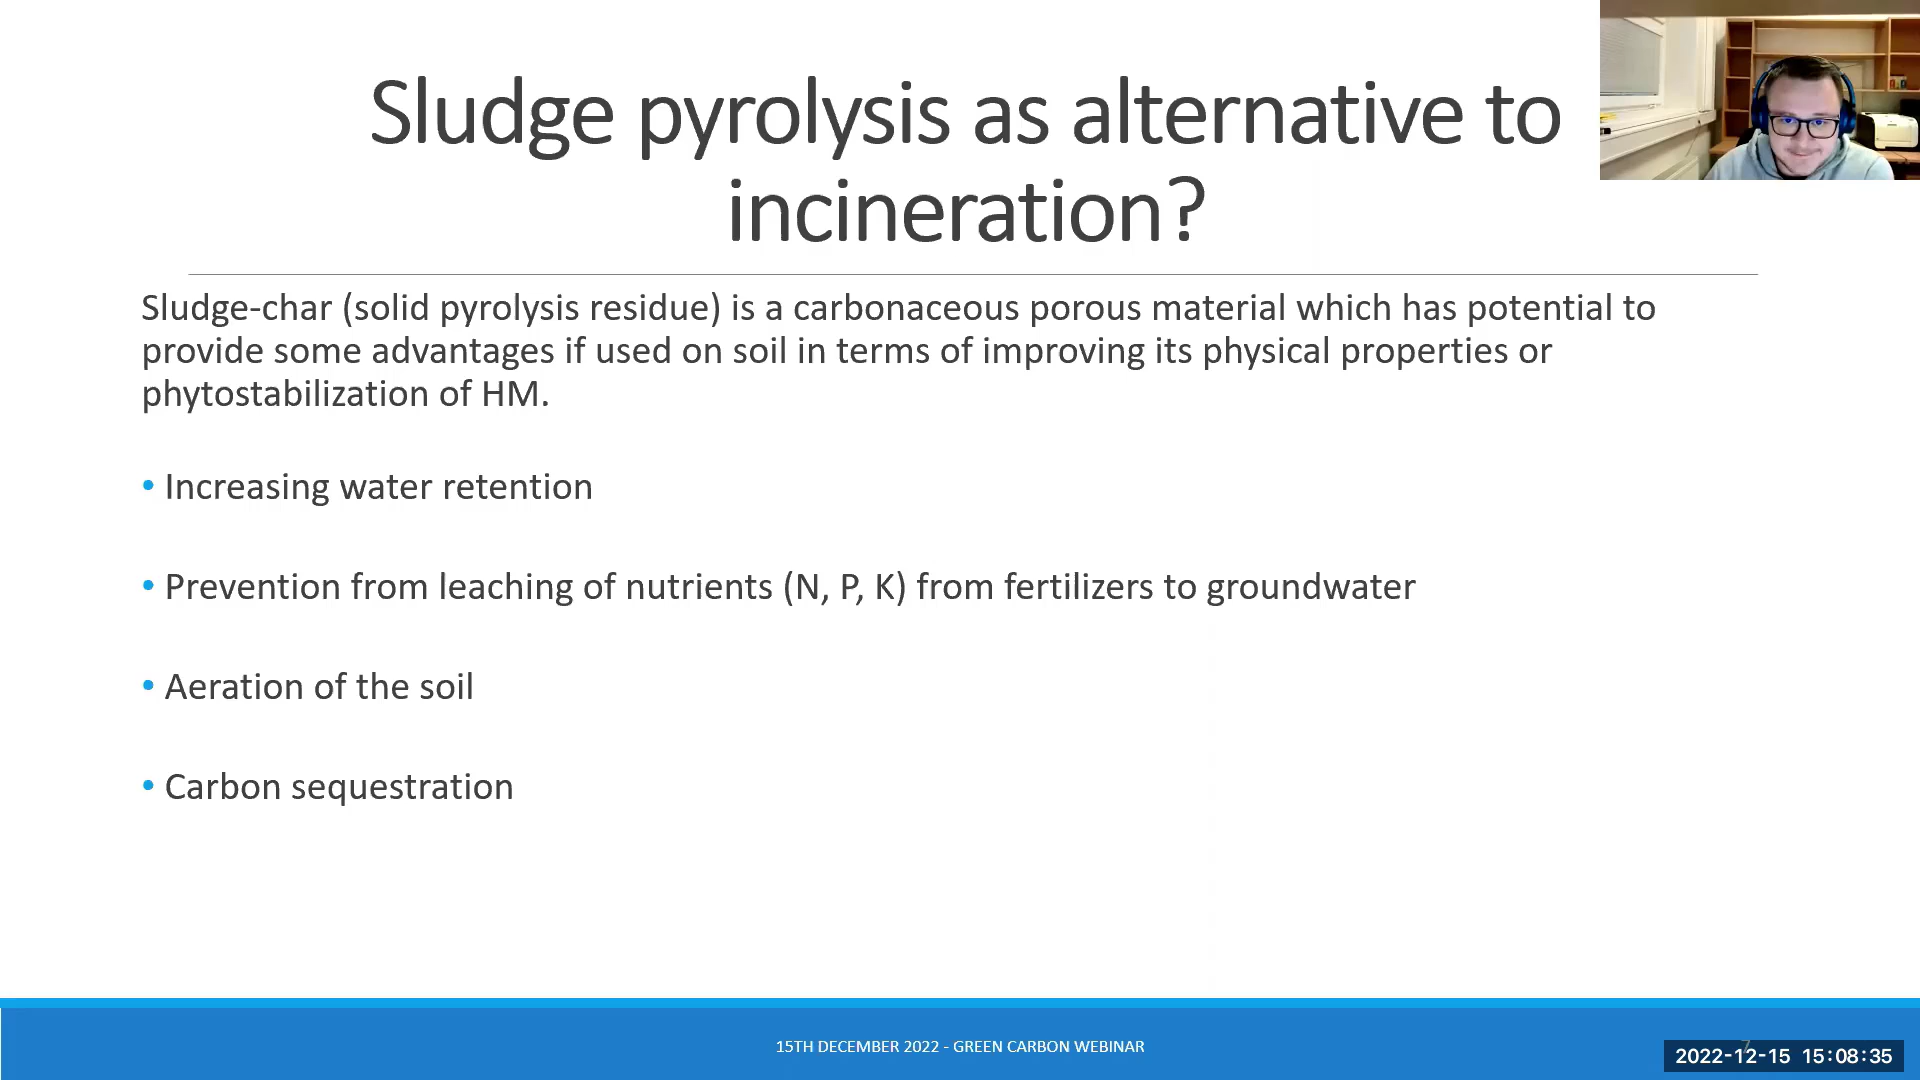 Sludge pyrolysis as alternative to
incineration?
Sludge-char (solid pyrolysis residue) is a carbonaceous porous material which has potential to
provide some advantages if used on soil in terms of improving its physical properties or
phytostabilization of HM.
• Increasing water retention
• Prevention from leaching of nutrients (N, P, K) from fertilizers to groundwater
• Aeration of the soil
• Carbon sequestration
15TH DECEMBER 2022 - GREEN CARBON WEBINAR
7
2022-12-15 15:08:35